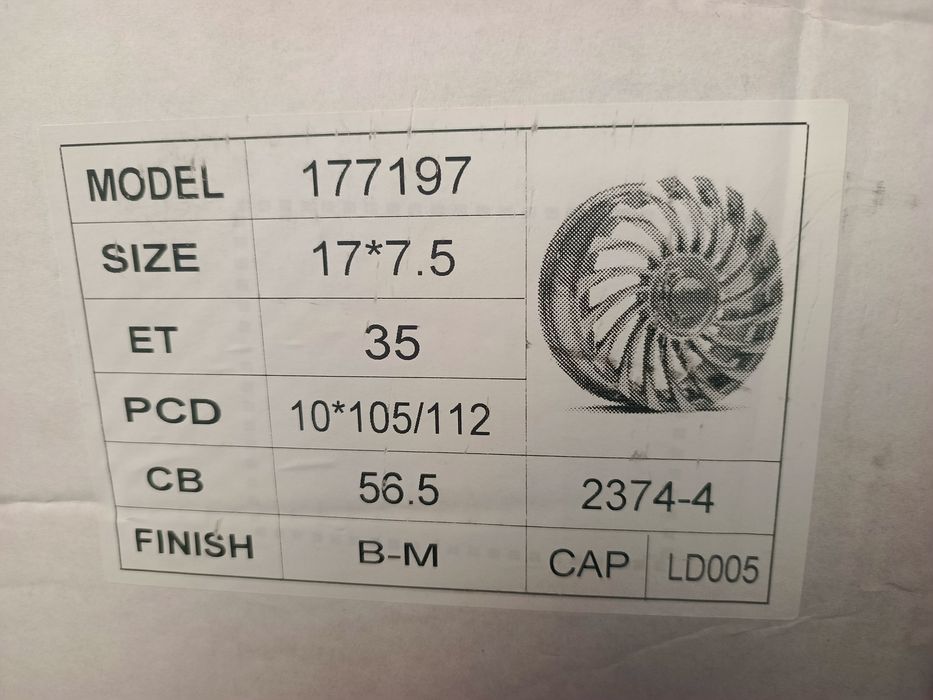 MODEL 177197
SIZE 17*7.5
ET 35
PCD 10*105/112
CB 56.5 2374-4
FINISH B-M CAP LD005